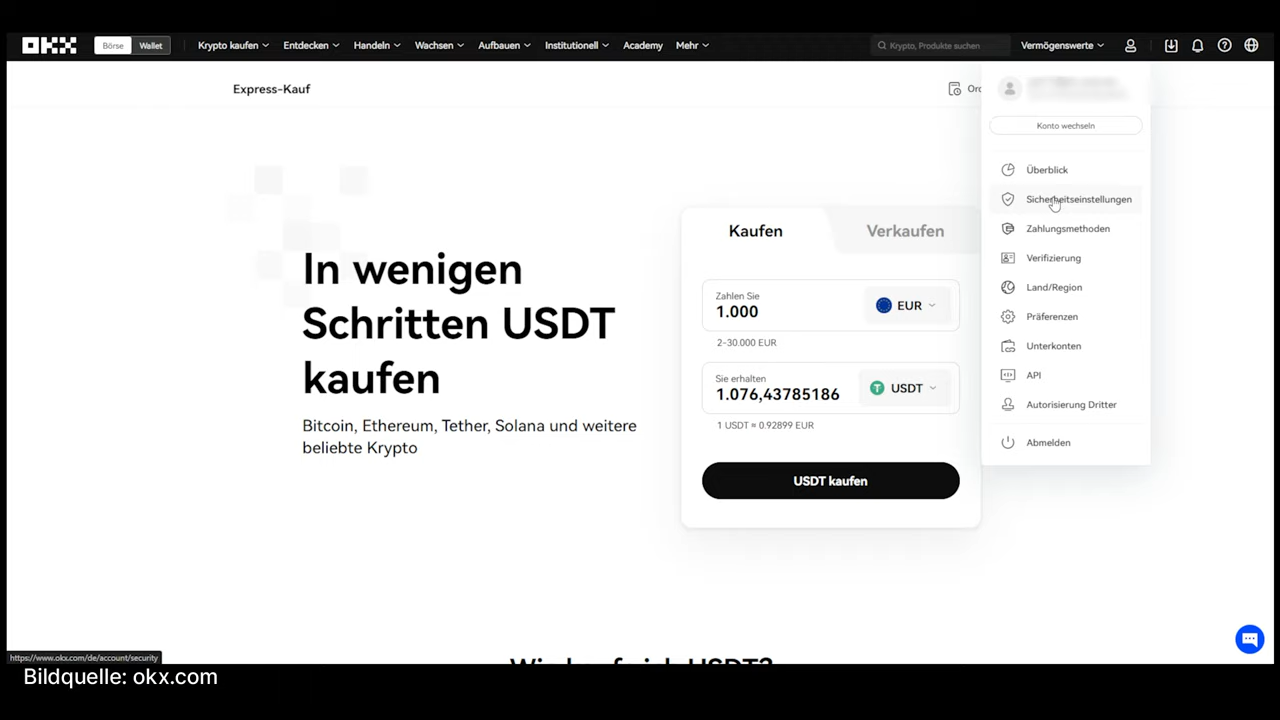 OKX Börse Wallet Krypto kaufen Entdecken Handeln Wachsen Aufbauen Institutionell Academy Mehr Krypto, Produkte suchen Vermögenswerte
Express-Kauf
Konto wechseln
Überblick
Sicherheitseinstellungen
Zahlungsmethoden
Verifizierung
Land/Region
Präferenzen
Unterkonten
API
Autorisierung Dritter
Abmelden
In wenigen
Schritten USDT
kaufen
Bitcoin, Ethereum, Tether, Solana und weitere
beliebte Krypto
Kaufen Verkaufen
Zahlen Sie
1.000 EUR
2-30.000 EUR
Sie erhalten
1.076,43785186 USDT
1 USDT ≈ 0.92899 EUR
USDT kaufen
https://www.okx.com/de/account/security
Bildquelle: okx.com